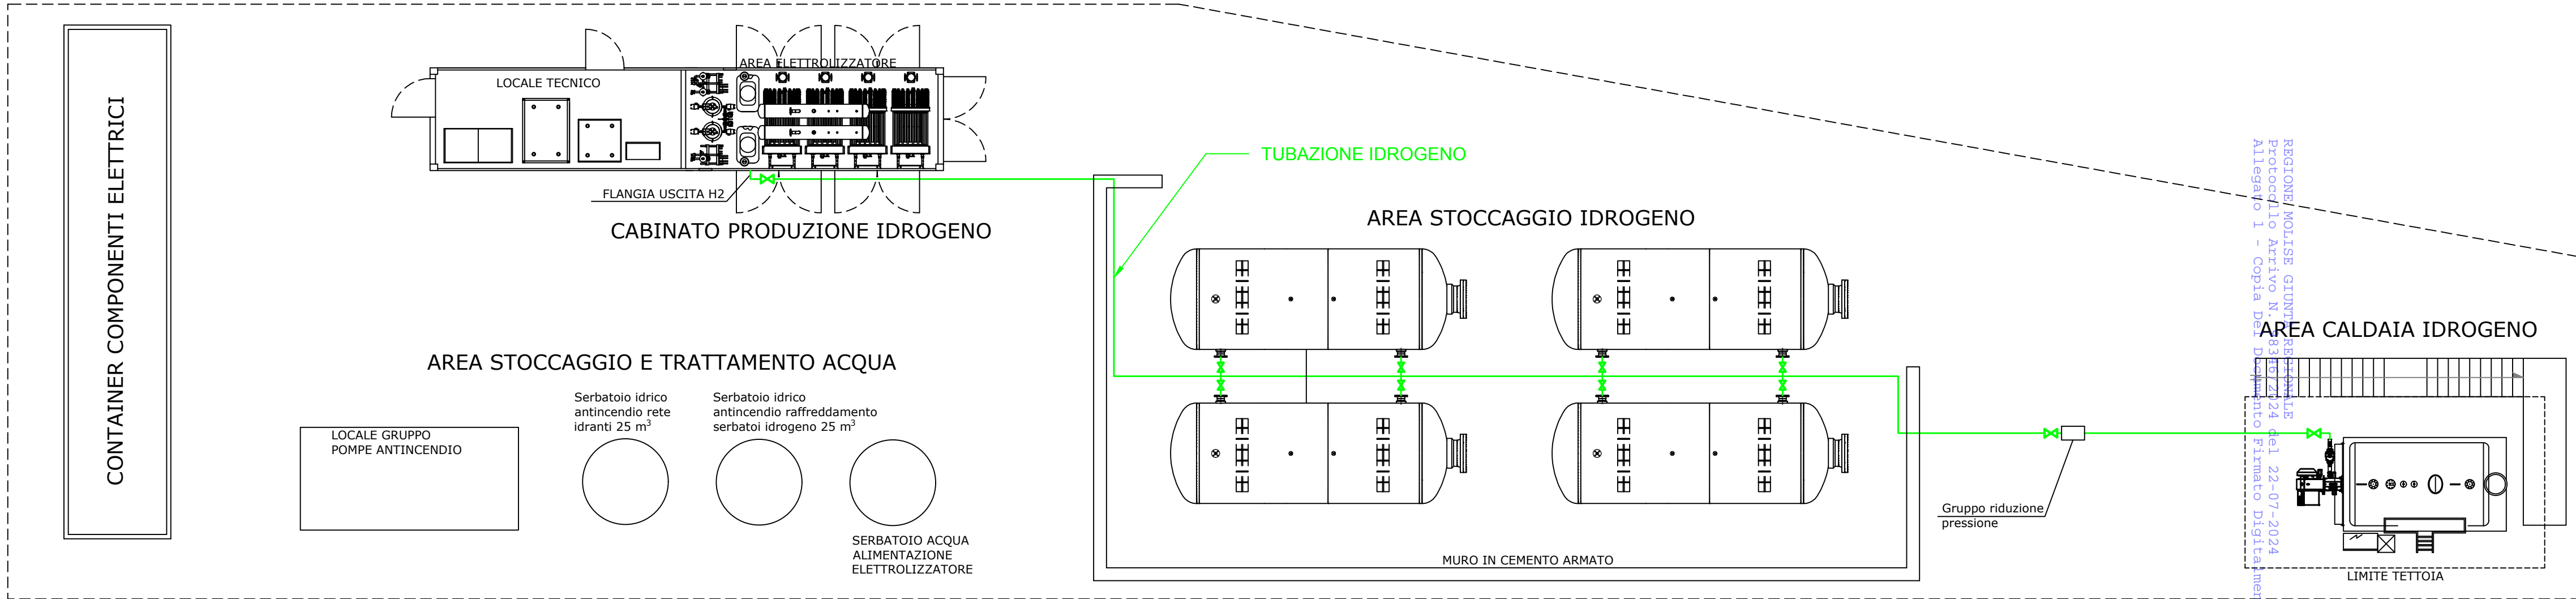 CONTAINER COMPONENTI ELETTRICI
LOCALE TECNICO
AREA ELETTROLIZZATORE
FLANGIA USCITA H2
CABINATO PRODUZIONE IDROGENO
TUBAZIONE IDROGENO
AREA STOCCAGGIO IDROGENO
AREA STOCCAGGIO E TRATTAMENTO ACQUA
LOCALE GRUPPO
POMPE ANTINCENDIO
Serbatoio idrico
antincendio rete
idranti 25 m³
Serbatoio idrico
antincendio raffreddamento
serbatoi idrogeno 25 m³
SERBATOIO ACQUA
ALIMENTAZIONE
ELETTROLIZZATORE
MURO IN CEMENTO ARMATO
Gruppo riduzione
pressione
AREA CALDAIA IDROGENO
LIMITE TETTOIA
REGIONE MOLISE GIUNTA REGIONALE
Protocollo Arrivo N. /2024 del 22-07-2024
Allegato 1 - Copia Del Documento Firmato